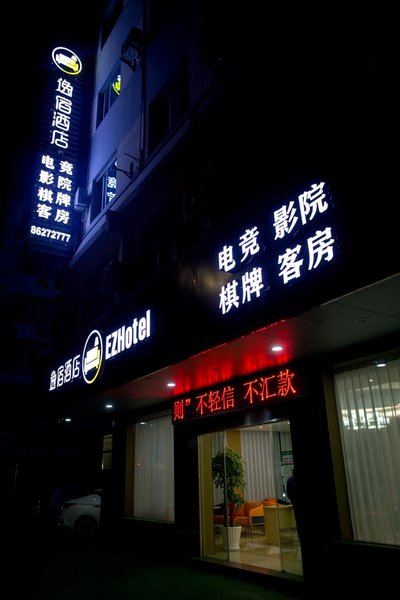 逸宿酒店
电竞
影院
棋牌
客房
86272777
电竞 影院
棋牌 客房
逸宿酒店 EZHotel
则”不轻信 不汇款